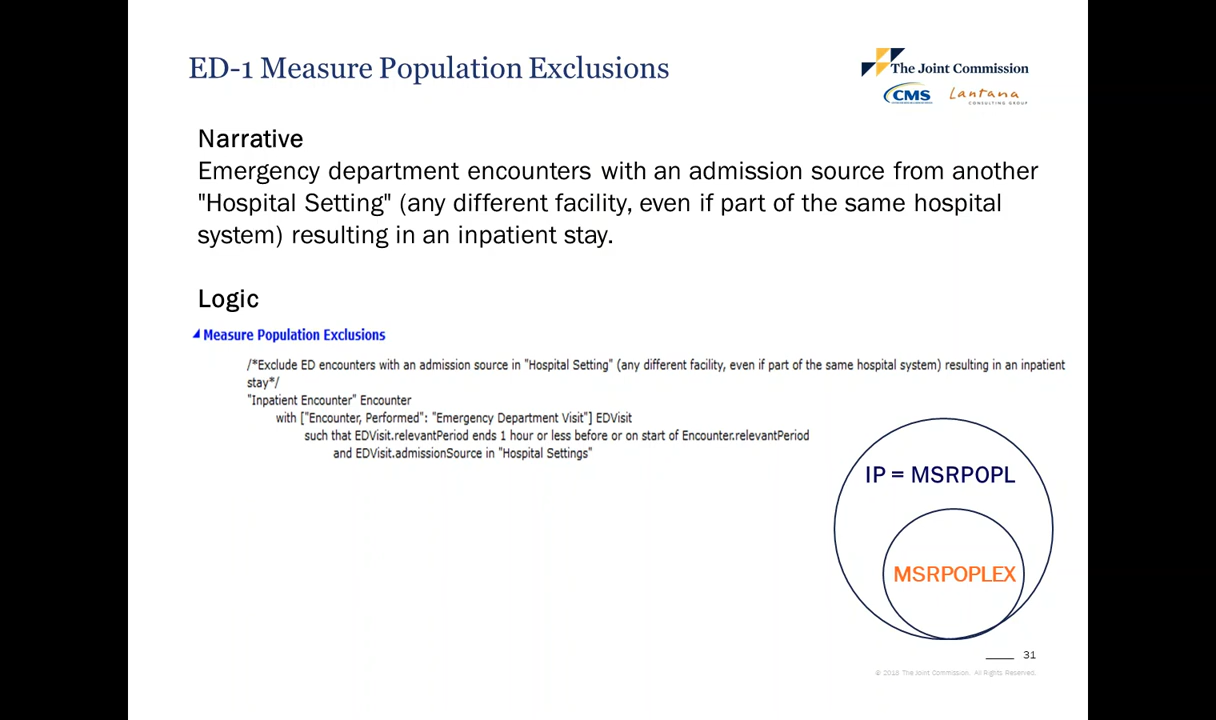 ED-1 Measure Population Exclusions
The Joint Commission
CMS
Lantana
CONSULTING GROUP
Narrative
Emergency department encounters with an admission source from another
"Hospital Setting" (any different facility, even if part of the same hospital
system) resulting in an inpatient stay.
Logic
Measure Population Exclusions
/*Exclude ED encounters with an admission source in "Hospital Setting" (any different facility, even if part of the same hospital system) resulting in an inpatient
stay*/
"Inpatient Encounter" Encounter
with ["Encounter, Performed": "Emergency Department Visit"] EDVisit
such that EDVisit.relevantPeriod ends 1 hour or less before or on start of Encounter.relevantPeriod
and EDVisit.admissionSource in "Hospital Settings"
IP = MSRPOPL
MSRPOPLEX
31
The Joint Commission. All Rights Reserved.